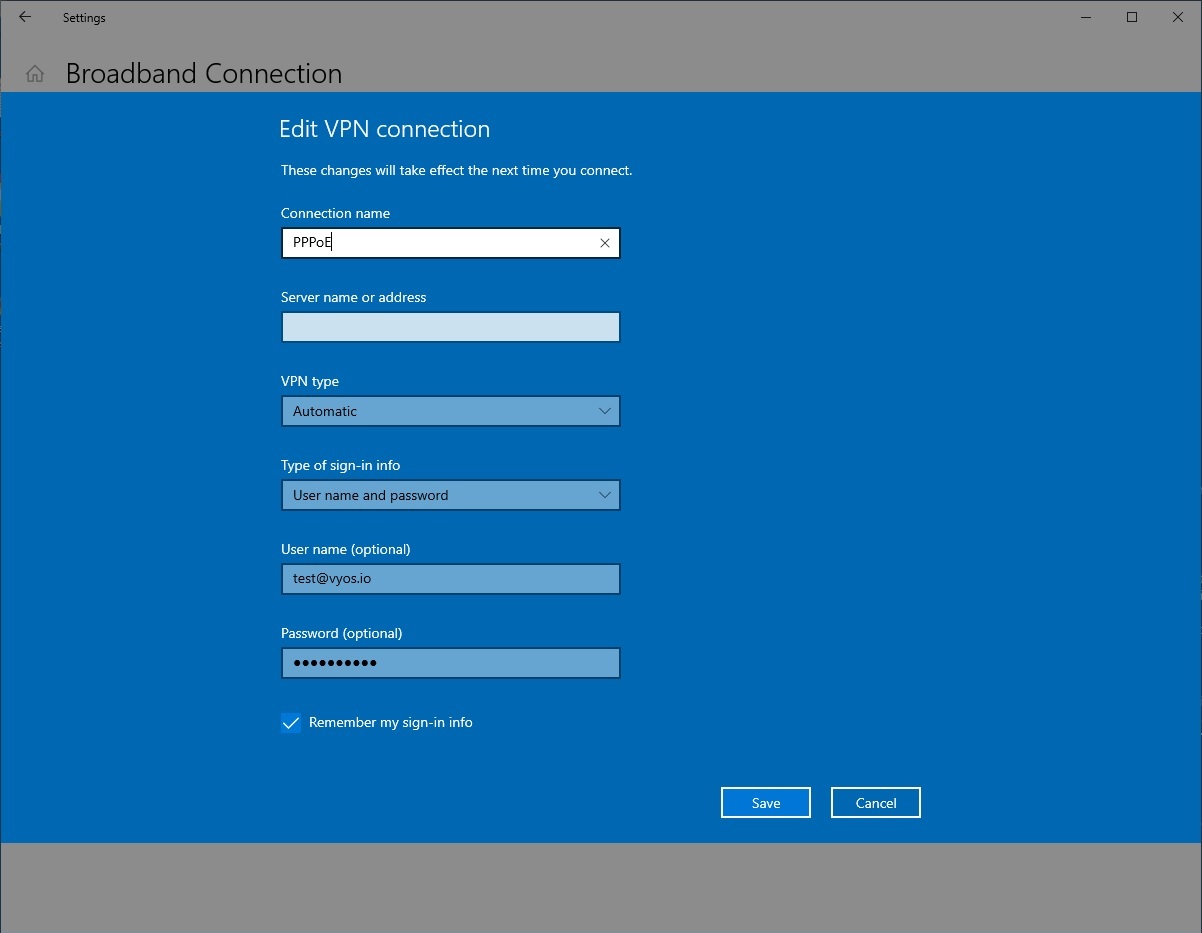 Settings
Broadband Connection
Edit VPN connection
These changes will take effect the next time you connect.
Connection name
PPPoE
Server name or address
VPN type
Automatic
Type of sign-in info
User name and password
User name (optional)
test@vyos.io
Password (optional)
●●●●●●●●●●
Remember my sign-in info
Save Cancel